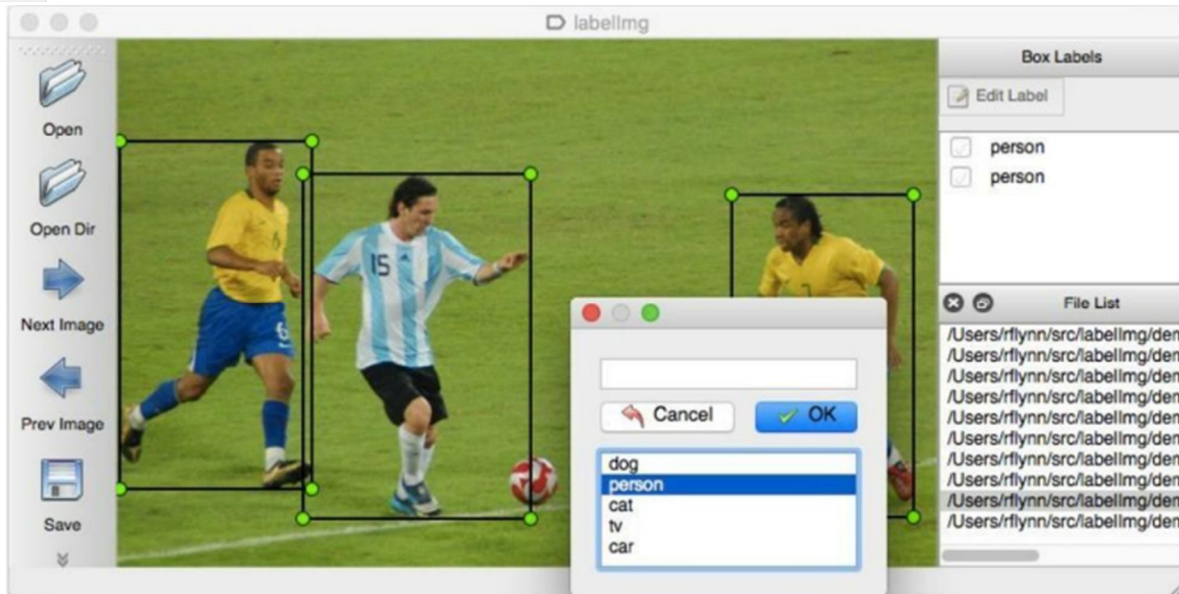 labelImg
Open
Open Dir
Next Image
Prev Image
Save
15
6
6
Cancel
OK
dog
person
cat
tv
car
Box Labels
Edit Label
person
person
File List
/Users/rflynn/src/labelImg/den
/Users/rflynn/src/labelImg/den
/Users/rflynn/src/labelImg/den
/Users/rflynn/src/labelImg/den
/Users/rflynn/src/labelImg/den
/Users/rflynn/src/labelImg/den
/Users/rflynn/src/labelImg/den
/Users/rflynn/src/labelImg/den
/Users/rflynn/src/labelImg/den
/Users/rflynn/src/labelImg/den